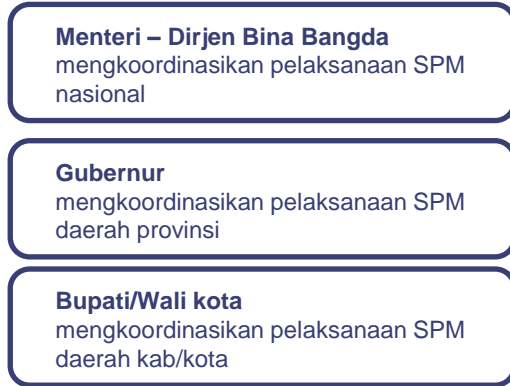 Menteri – Dirjen Bina Bangda
mengkoordinasikan pelaksanaan SPM
nasional
Gubernur
mengkoordinasikan pelaksanaan SPM
daerah provinsi
Bupati/Wali kota
mengkoordinasikan pelaksanaan SPM
daerah kab/kota